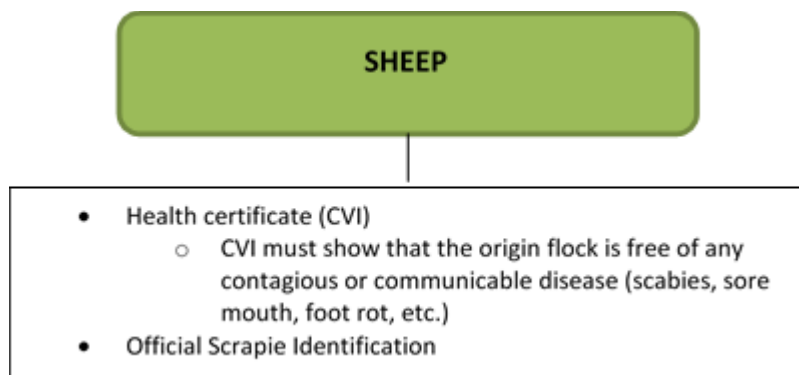 SHEEP
• Health certificate (CVI)
o CVI must show that the origin flock is free of any
contagious or communicable disease (scabies, sore
mouth, foot rot, etc.)
• Official Scrapie Identification